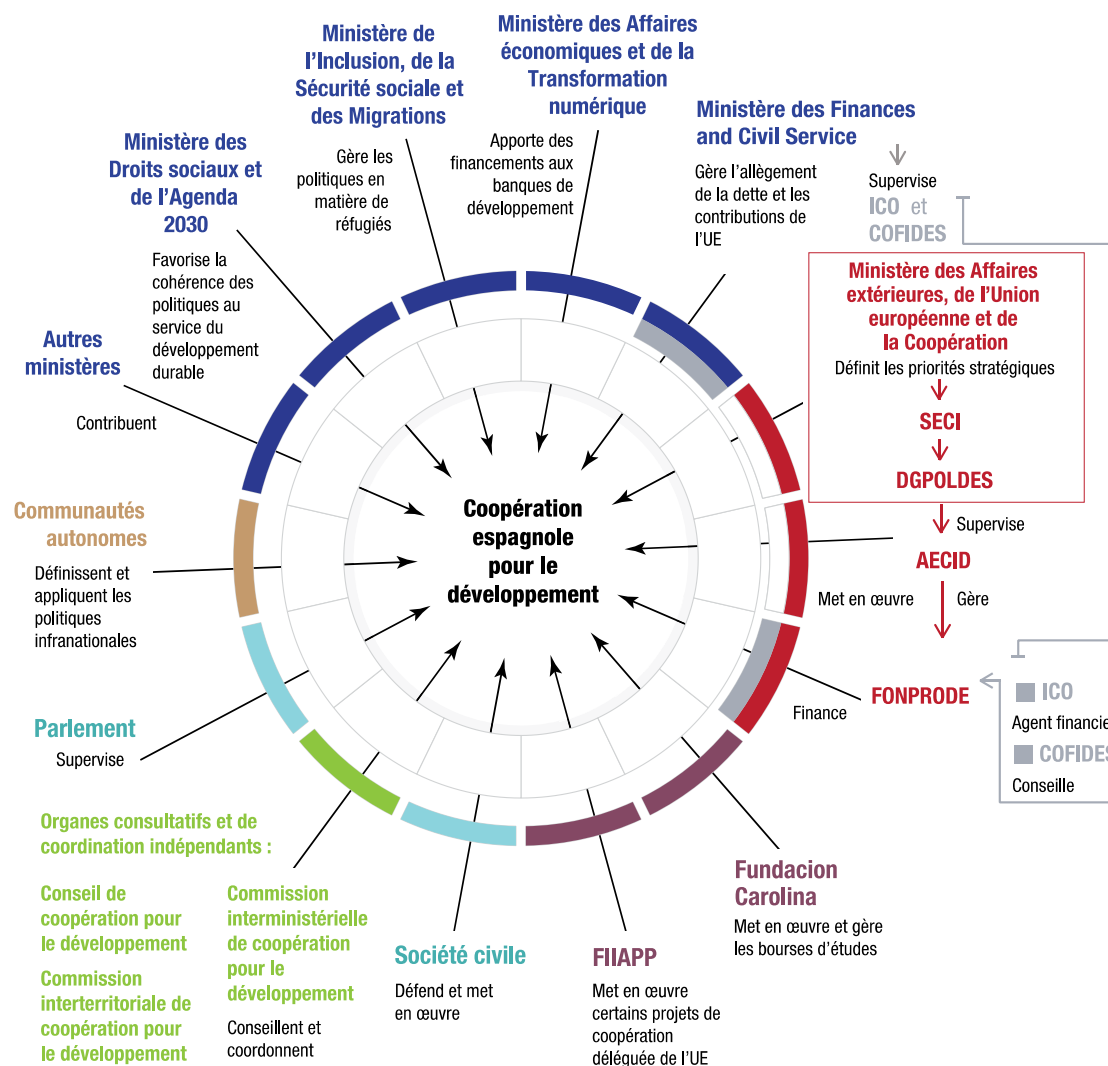 Ministère de
l'Inclusion, de la
Sécurité sociale et
des Migrations
Gère les
politiques en
matière de
réfugiés
Ministère des Affaires
économiques et de la
Transformation
numérique
Apporte des
financements aux
banques de
développement
Ministère des Finances
and Civil Service
Gère l'allègement
de la dette et les
contributions de
l'UE
Supervise
ICO et
COFIDES
Ministère des
Droits sociaux et
de l'Agenda
2030
Favorise la
cohérence des
politiques au
service du
développement
durable
Ministère des Affaires
extérieures, de l'Union
européenne et de
la Coopération
Définit les priorités stratégiques
SECI
DGPOLDES
Supervise
AECID
Met en œuvre
Gère
FONPRODE
Finance
ICO
Agent financie
COFIDES
Conseille
Autres
ministères
Contribuent
Communautés
autonomes
Définissent et
appliquent les
politiques
infranationales
Coopération
espagnole
pour le
développement
Parlement
Supervise
Organes consultatifs et de
coordination indépendants :
Conseil de
coopération pour
le développement
Commission
interterritoriale de
coopération pour
le développement
Commission
interministérielle
de coopération
pour le
développement
Conseillent et
coordonnent
Société civile
Défend et met
en œuvre
FIIAPP
Met en œuvre
certains projets de
coopération
déléguée de l'UE
Fundacion
Carolina
Met en œuvre et gère
les bourses d'études